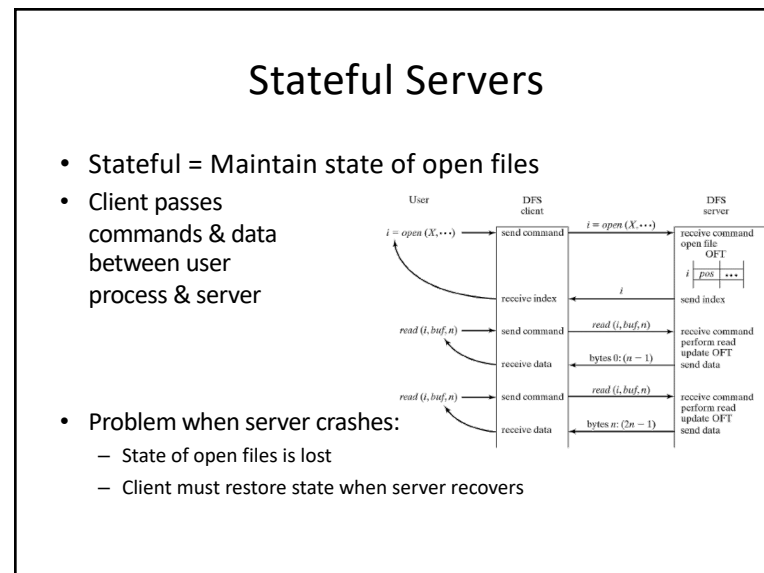 Stateful Servers
• Stateful = Maintain state of open files
• Client passes
commands & data
between user
process & server
User DFS client DFS server
i = open (X,⋯) send command i = open (X,⋯) receive command
open file
OFT
i pos •••
receive index i send index
read (i, buf, n) send command read (i, buf, n) receive command
perform read
update OFT
receive data bytes 0: (n − 1) send data
read (i, buf, n) send command read (i, buf, n) receive command
perform read
update OFT
receive data bytes n: (2n − 1) send data
• Problem when server crashes:
– State of open files is lost
– Client must restore state when server recovers